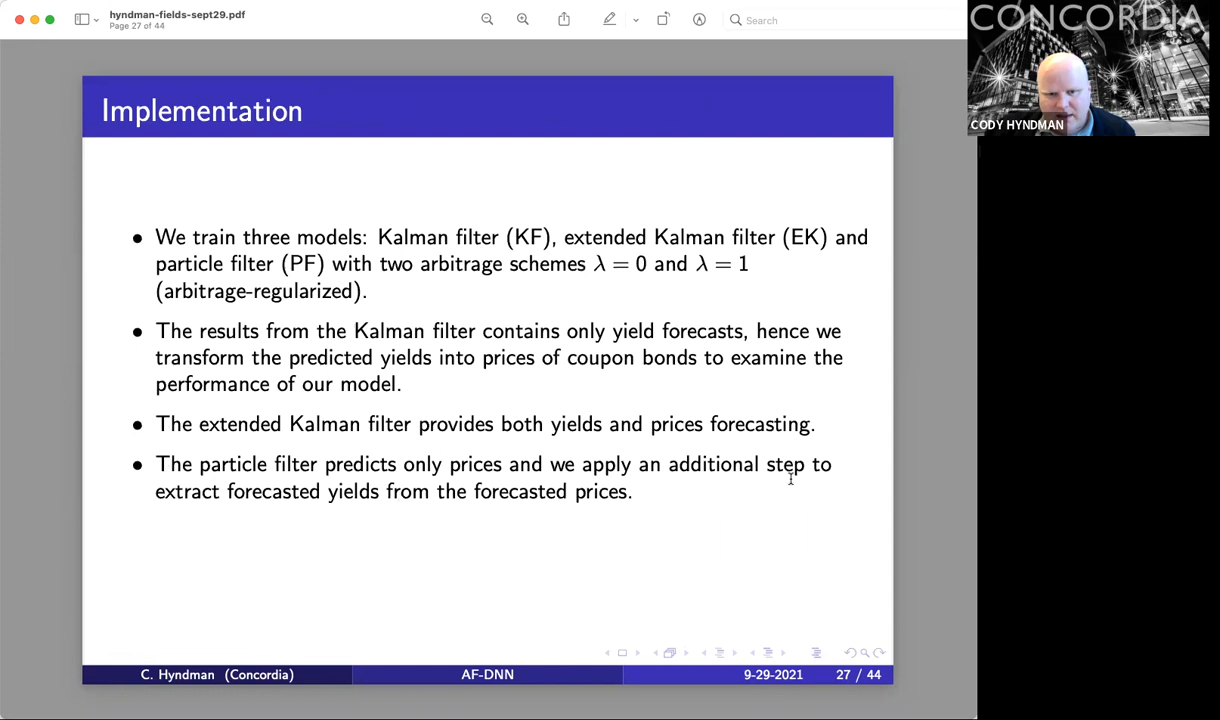 hyndman-fields-sept29.pdf
Page 27 of 44
Search
CONCORDIA
CODY HYNDMAN
Implementation
• We train three models: Kalman filter (KF), extended Kalman filter (EK) and
particle filter (PF) with two arbitrage schemes λ = 0 and λ = 1
(arbitrage-regularized).
• The results from the Kalman filter contains only yield forecasts, hence we
transform the predicted yields into prices of coupon bonds to examine the
performance of our model.
• The extended Kalman filter provides both yields and prices forecasting.
• The particle filter predicts only prices and we apply an additional step to
extract forecasted yields from the forecasted prices.
C. Hyndman (Concordia) AF-DNN 9-29-2021 27 / 44